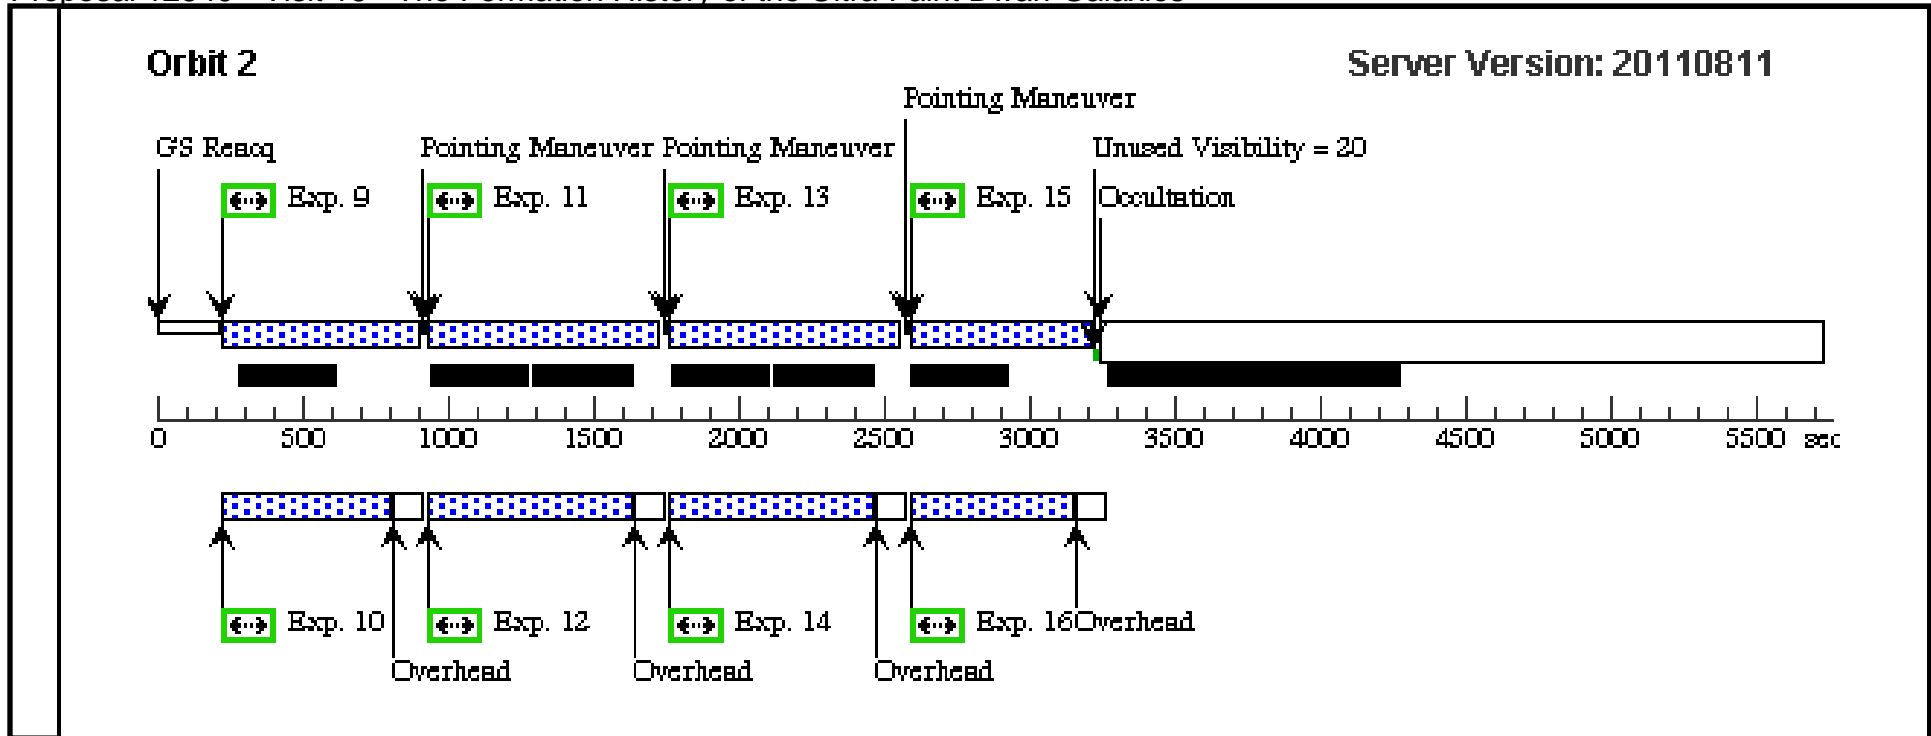 Orbit 2
Server Version: 20110811
Pointing Maneuver
GS Reacq
Pointing Maneuver
Pointing Maneuver
Unused Visibility = 20
Exp. 9
Exp. 11
Exp. 13
Exp. 15
Occultation
0
500
1000
1500
2000
2500
3000
3500
4000
4500
5000
5500
sec
Exp. 10
Exp. 12
Exp. 14
Exp. 16
Overhead
Overhead
Overhead
Overhead